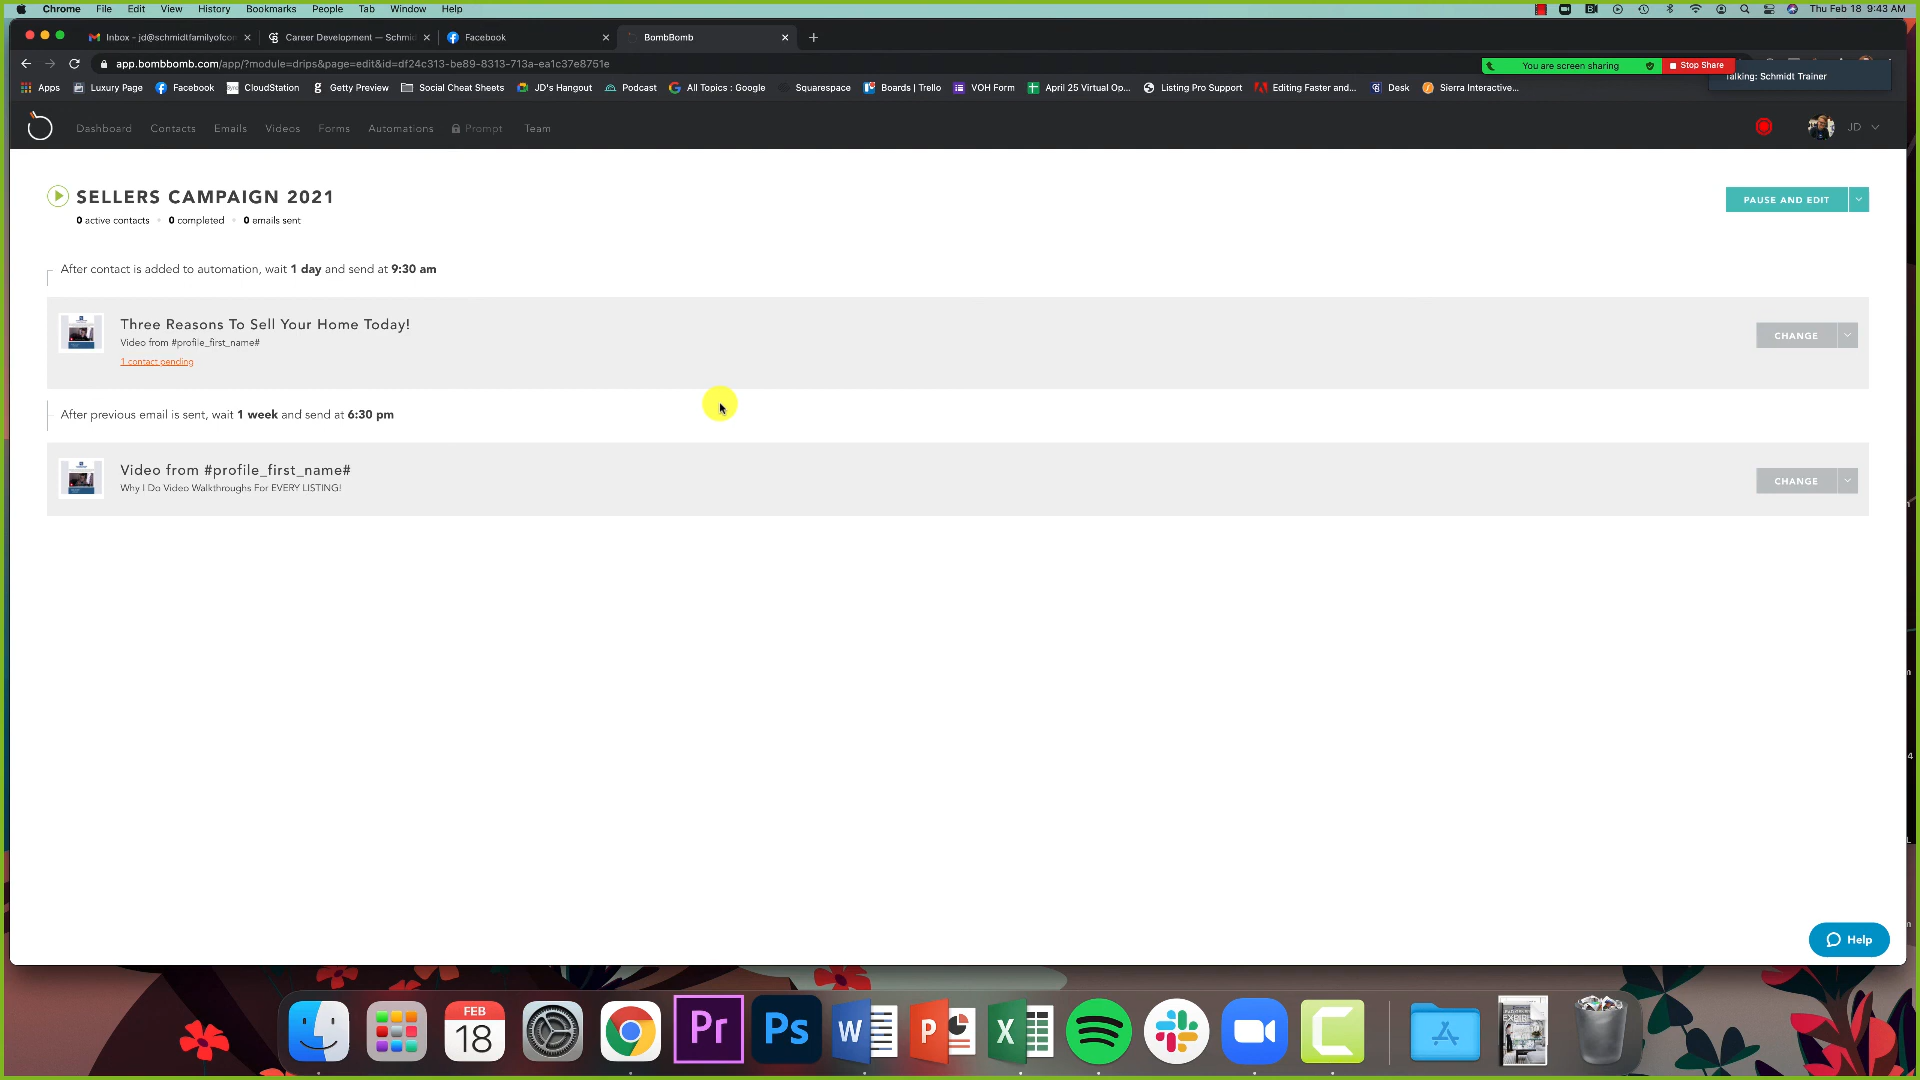 Chrome File Edit View History Bookmarks People Tab Window Help
Thu Feb 18 9:43 AM
Inbox - jd@schmidtfamilyofcor
Career Development — Schmid
Facebook
BombBomb
app.bombbomb.com/app/?module=drips&page=edit&id=df24c313-be89-8313-713a-ea1c37e8751e
You are screen sharing
Stop Share
Talking: Schmidt Trainer
Apps Luxury Page Facebook CloudStation Getty Preview Social Cheat Sheets JD's Hangout Podcast All Topics : Google Squarespace Boards | Trello VOH Form April 25 Virtual Op... Listing Pro Support Editing Faster and... Desk Sierra Interactive...
Dashboard Contacts Emails Videos Forms Automations Prompt Team
JD
SELLERS CAMPAIGN 2021
PAUSE AND EDIT
0 active contacts 0 completed 0 emails sent
After contact is added to automation, wait 1 day and send at 9:30 am
Three Reasons To Sell Your Home Today!
Video from #profile_first_name#
CHANGE
1 contact pending
After previous email is sent, wait 1 week and send at 6:30 pm
Video from #profile_first_name#
CHANGE
Why I Do Video Walkthroughs For EVERY LISTING!
Help
FEB
18
Pr
Ps
W
P
X
C